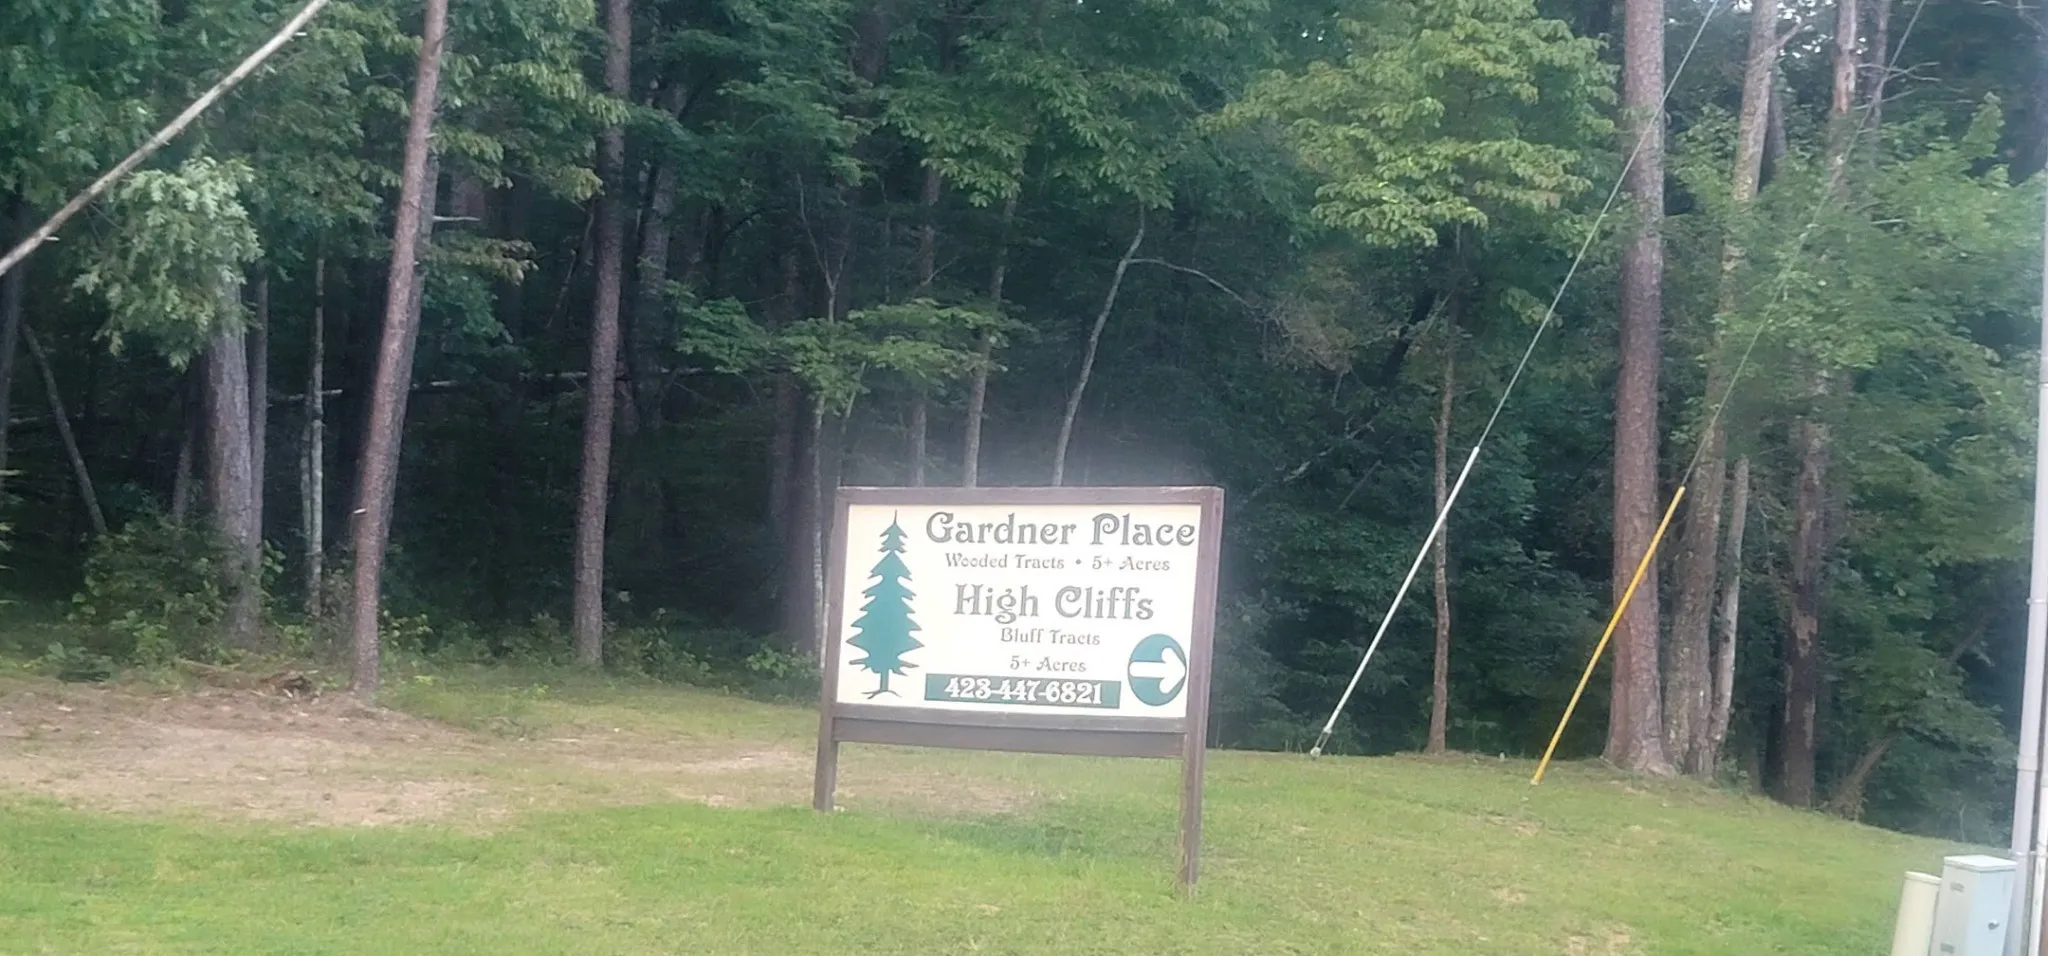 Gardner Place
Wooded Tracts • 5+ Acres
High Cliffs
Bluff Tracts
5+ Acres
423-447-6821